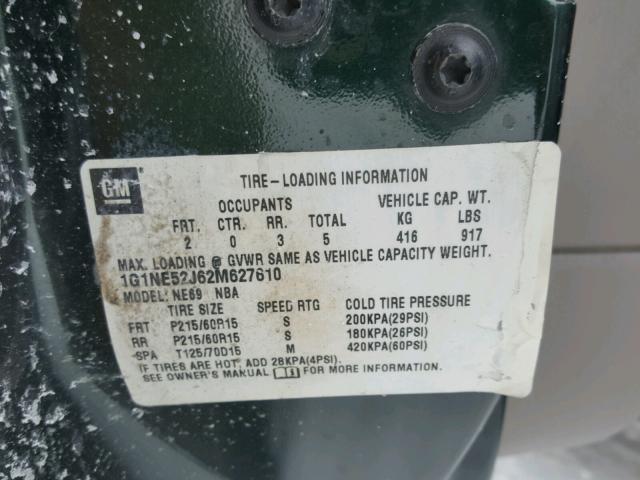 GM
TIRE-LOADING INFORMATION
OCCUPANTS VEHICLE CAP. WT.
FRT. CTR. RR. TOTAL KG LBS
2 0 3 5 416 917
MAX. LOADING @ GVWR SAME AS VEHICLE CAPACITY WEIGHT.
1G1NE52J62M627610
MODEL: NE69 NBA
TIRE SIZE SPEED RTG COLD TIRE PRESSURE
FRT P215/60R15 S 200KPA(29PSI)
RR P215/60R15 S 180KPA(26PSI)
SPA T125/70D15 M 420KPA(60PSI)
IF TIRES ARE HOT, ADD 28KPA(4PSI).
SEE OWNER'S MANUAL FOR MORE INFORMATION.